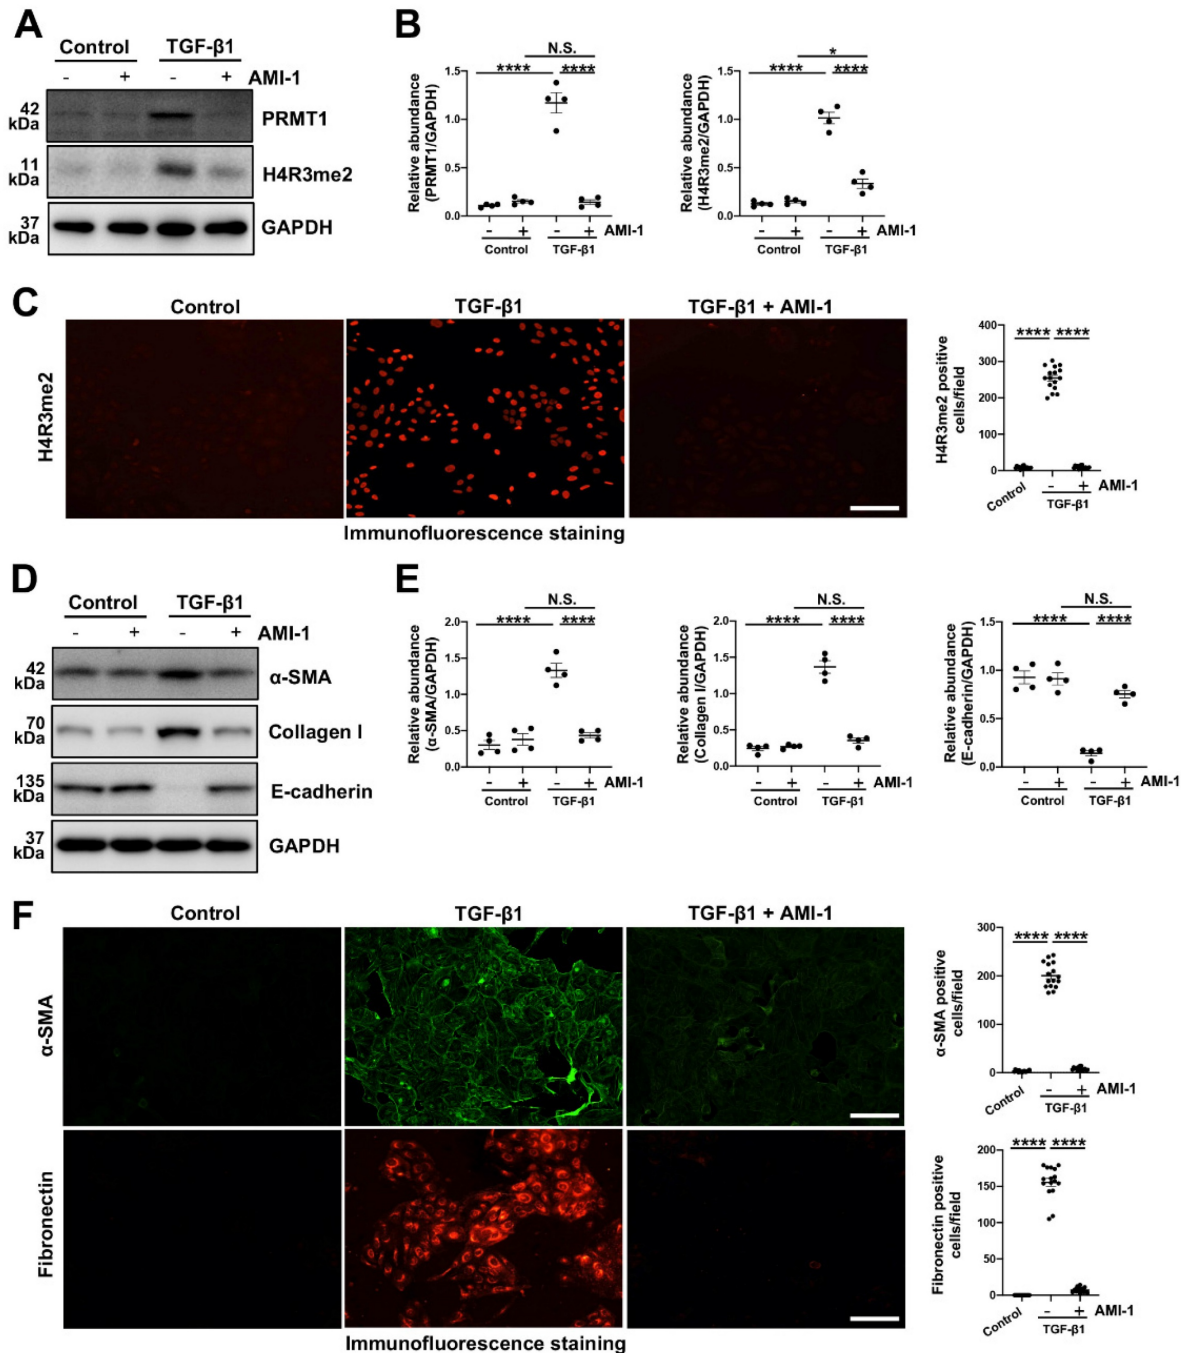 A
Control TGF-β1
- + - + AMI-1
42 kDa PRMT1
11 kDa H4R3me2
37 kDa GAPDH
B
N.S.
**** ****
Relative abundance
(PRMT1/GAPDH)
1.5
1.0
0.5
0.0
- + - + AMI-1
Control TGF-β1
*
**** ****
Relative abundance
(H4R3me2/GAPDH)
1.5
1.0
0.5
0.0
- + - + AMI-1
Control TGF-β1
C
Control TGF-β1 TGF-β1 + AMI-1
H4R3me2
Immunofluorescence staining
**** ****
H4R3me2 positive
cells/field
400
300
200
100
0
Control - + AMI-1
TGF-β1
D
Control TGF-β1
- + - + AMI-1
42 kDa α-SMA
70 kDa Collagen I
135 kDa E-cadherin
37 kDa GAPDH
E
N.S.
**** ****
Relative abundance
(α-SMA/GAPDH)
2.0
1.5
1.0
0.5
0.0
- + - + AMI-1
Control TGF-β1
N.S.
**** ****
Relative abundance
(Collagen I/GAPDH)
2.0
1.5
1.0
0.5
0.0
- + - + AMI-1
Control TGF-β1
N.S.
**** ****
Relative abundance
(E-cadherin/GAPDH)
1.5
1.0
0.5
0.0
- + - + AMI-1
Control TGF-β1
F
Control TGF-β1 TGF-β1 + AMI-1
α-SMA
**** ****
α-SMA positive
cells/field
300
200
100
0
Control - + AMI-1
TGF-β1
Fibronectin
Immunofluorescence staining
**** ****
Fibronectin positive
cells/field
200
150
100
50
0
Control - + AMI-1
TGF-β1